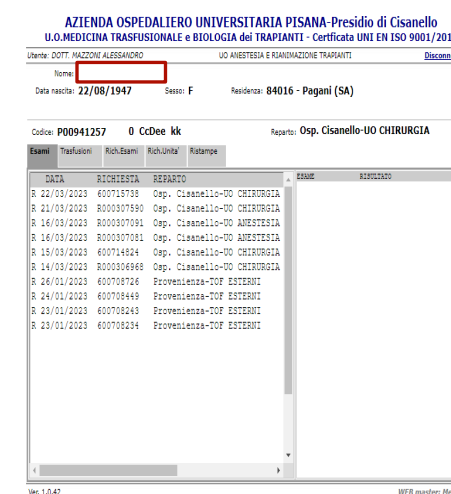 AZIENDA OSPEDALIERO UNIVERSITARIA PISANA-Presidio di Cisanello
U.O.MEDICINA TRASFUSIONALE e BIOLOGIA dei TRAPIANTI - Certficata UNI EN ISO 9001/201
Utente: DOTT. MAZZONI ALESSANDRO UO ANESTESIA E RIANIMAZIONE TRAPIANTI Disconn
Nome:
Data nascita: 22/08/1947 Sesso: F Residenza: 84016 - Pagani (SA)
Codice: P00941257 0 CcDee kk Reparto: Osp. Cisanello-UO CHIRURGIA
Esami Trasfusioni Rich.Esami Rich.Unita' Ristampe
DATA RICHIESTA REPARTO ESAME RISULTATO
R 22/03/2023 600715738 Osp. Cisanello-UO CHIRURGIA
R 21/03/2023 R000307590 Osp. Cisanello-UO CHIRURGIA
R 16/03/2023 R000307091 Osp. Cisanello-UO ANESTESIA
R 16/03/2023 R000307081 Osp. Cisanello-UO ANESTESIA
R 15/03/2023 600714824 Osp. Cisanello-UO CHIRURGIA
R 14/03/2023 R000306968 Osp. Cisanello-UO CHIRURGIA
R 26/01/2023 600708726 Provenienza-TOF ESTERNI
R 24/01/2023 600708449 Provenienza-TOF ESTERNI
R 23/01/2023 600708243 Provenienza-TOF ESTERNI
R 23/01/2023 600708234 Provenienza-TOF ESTERNI
Ver. 1.0.42 WEB master: Me